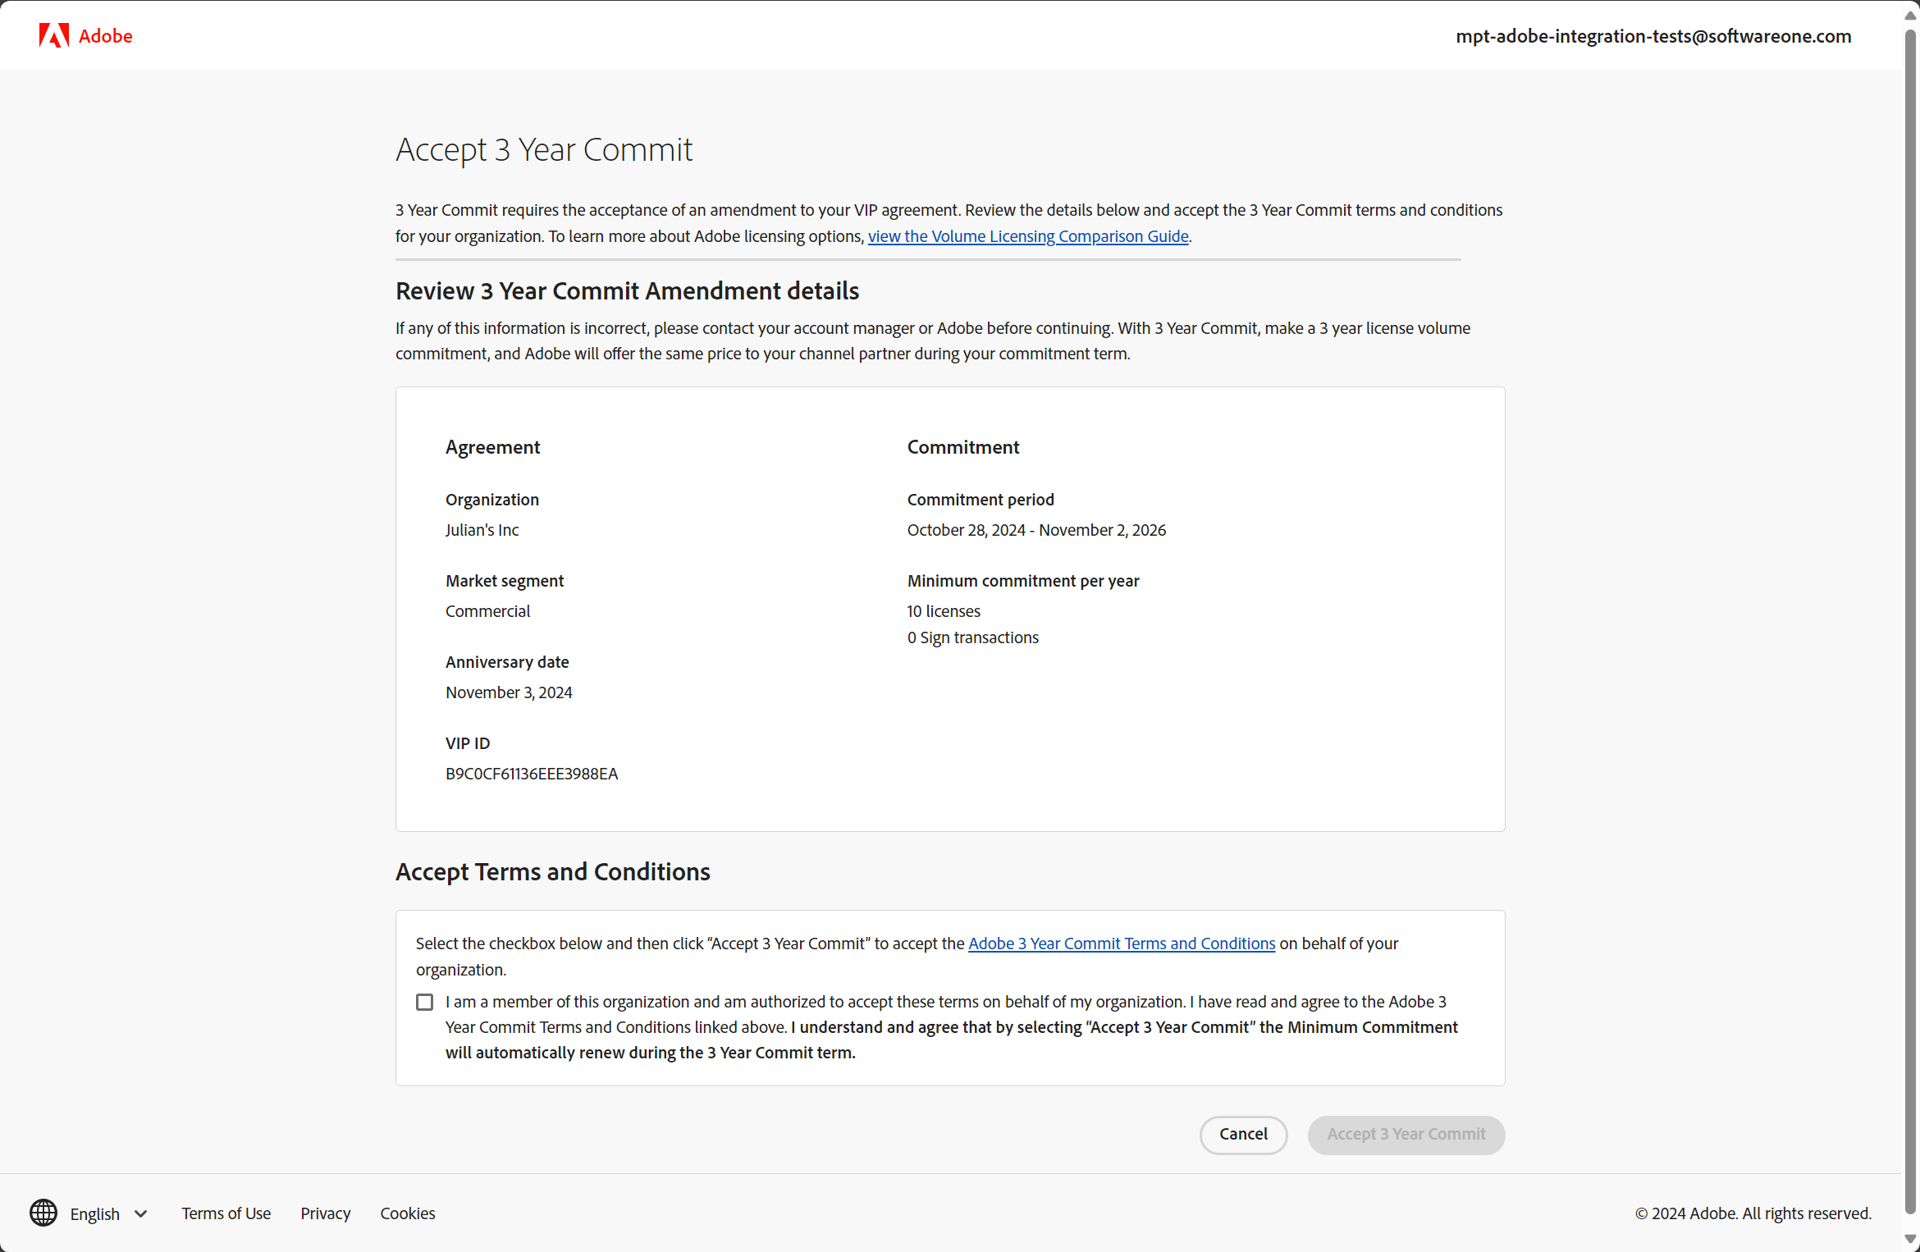 Adobe
mpt-adobe-integration-tests@softwareone.com
Accept 3 Year Commit
3 Year Commit requires the acceptance of an amendment to your VIP agreement. Review the details below and accept the 3 Year Commit terms and conditions
for your organization. To learn more about Adobe licensing options, view the Volume Licensing Comparison Guide.
Review 3 Year Commit Amendment details
If any of this information is incorrect, please contact your account manager or Adobe before continuing. With 3 Year Commit, make a 3 year license volume
commitment, and Adobe will offer the same price to your channel partner during your commitment term.
Agreement
Organization
Julian's Inc
Market segment
Commercial
Anniversary date
November 3, 2024
VIP ID
B9C0CF61136EEE3988EA
Commitment
Commitment period
October 28, 2024 - November 2, 2026
Minimum commitment per year
10 licenses
0 Sign transactions
Accept Terms and Conditions
Select the checkbox below and then click “Accept 3 Year Commit” to accept the Adobe 3 Year Commit Terms and Conditions on behalf of your
organization.
I am a member of this organization and am authorized to accept these terms on behalf of my organization. I have read and agree to the Adobe 3
Year Commit Terms and Conditions linked above. I understand and agree that by selecting “Accept 3 Year Commit” the Minimum Commitment
will automatically renew during the 3 Year Commit term.
Cancel
Accept 3 Year Commit
English
Terms of Use
Privacy
Cookies
© 2024 Adobe. All rights reserved.